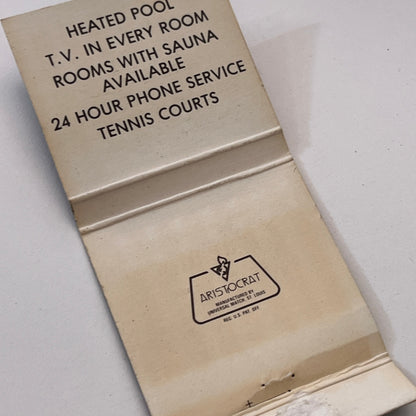 HEATED POOL
T.V. IN EVERY ROOM
ROOMS WITH SAUNA
AVAILABLE
24 HOUR PHONE SERVICE
TENNIS COURTS
ARISTOCRAT
MANUFACTURED BY
UNIVERSAL MATCH, ST. LOUIS
REG. U.S. PAT. OFF.